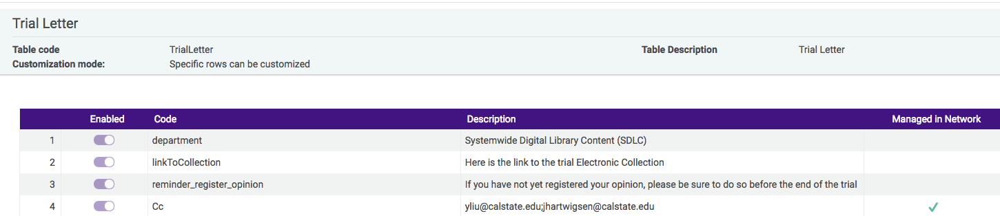 Trial Letter
Table code TrialLetter Table Description Trial Letter
Customization mode: Specific rows can be customized
Enabled Code Description Managed in Network
1 department Systemwide Digital Library Content (SDLC)
2 linkToCollection Here is the link to the trial Electronic Collection
3 reminder_register_opinion If you have not yet registered your opinion, please be sure to do so before the end of the trial
4 Cc yliu@calstate.edu;jhartwigsen@calstate.edu